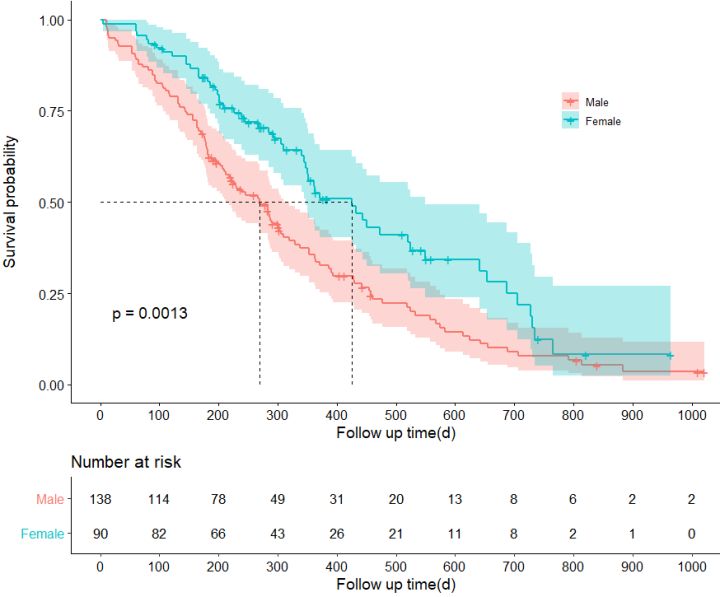 1.00
0.75
0.50
0.25
0.00
Survival probability
Male
Female
p = 0.0013
0 100 200 300 400 500 600 700 800 900 1000
Follow up time(d)
Number at risk
Male 138 114 78 49 31 20 13 8 6 2 2
Female 90 82 66 43 26 21 11 8 2 1 0
0 100 200 300 400 500 600 700 800 900 1000
Follow up time(d)